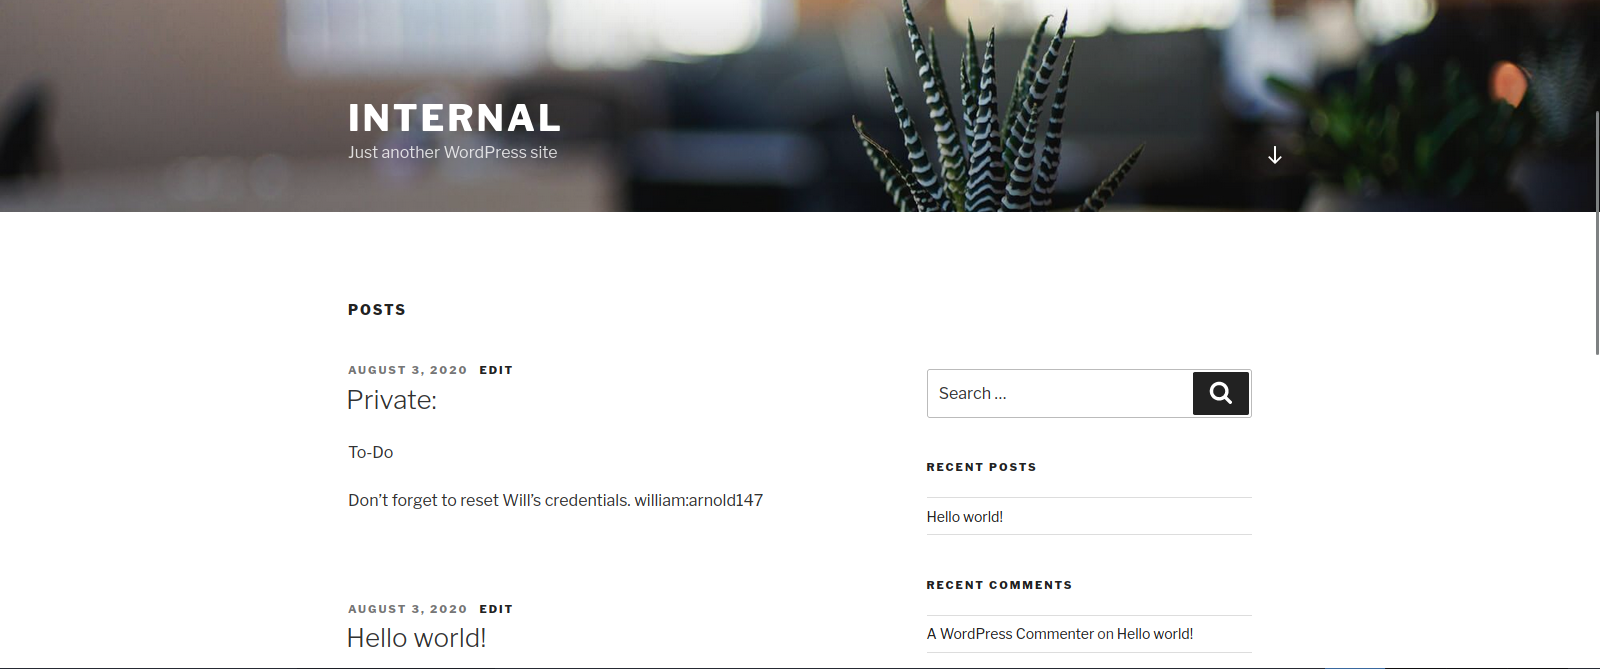 INTERNAL
Just another WordPress site
POSTS
AUGUST 3, 2020 EDIT
Private:
To-Do
Don’t forget to reset Will’s credentials. william:arnold147
AUGUST 3, 2020 EDIT
Hello world!
Search …
RECENT POSTS
Hello world!
RECENT COMMENTS
A WordPress Commenter on Hello world!